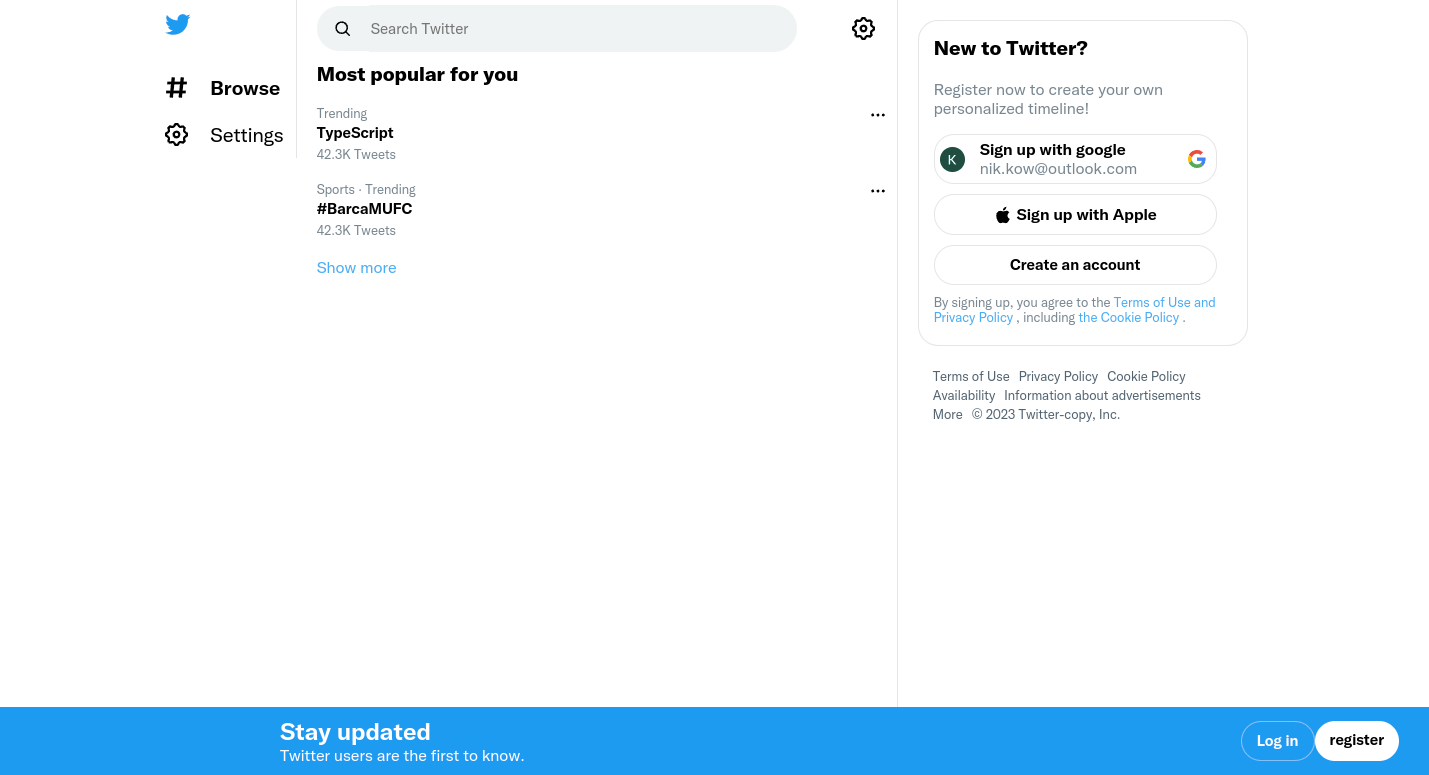 Browse
Settings
Search Twitter
Most popular for you
Trending
TypeScript
42.3K Tweets
Sports · Trending
#BarcaMUFC
42.3K Tweets
Show more
New to Twitter?
Register now to create your own
personalized timeline!
K
Sign up with google
nik.kow@outlook.com
Sign up with Apple
Create an account
By signing up, you agree to the Terms of Use and
Privacy Policy , including the Cookie Policy .
Terms of Use Privacy Policy Cookie Policy
Availability Information about advertisements
More © 2023 Twitter-copy, Inc.
Stay updated
Twitter users are the first to know.
Log in
register